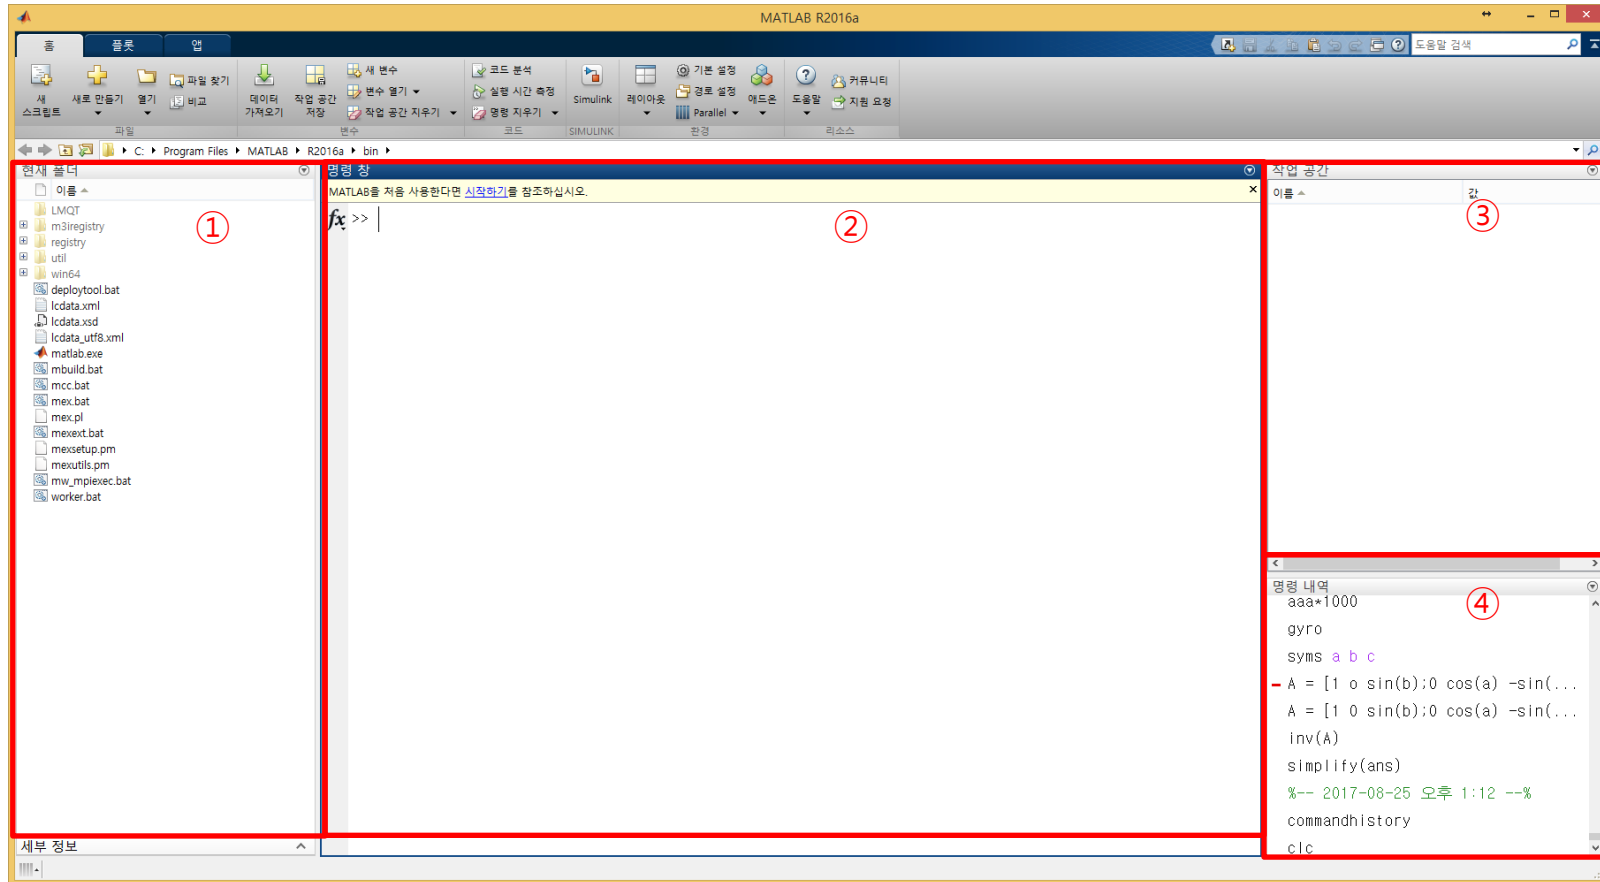 MATLAB R2016a
홈 플롯 앱
도움말 검색
새 스크립트
새로 만들기
열기
파일 찾기
비교
파일
데이터 가져오기
작업 공간 저장
새 변수
변수 열기
작업 공간 지우기
변수
코드 분석
실행 시간 측정
명령 지우기
코드
Simulink
SIMULINK
레이아웃
기본 설정
경로 설정
Parallel
애드온
환경
도움말
커뮤니티
지원 요청
리소스
C: Program Files MATLAB R2016a bin
현재 폴더
이름
①
LMQT
m3iregistry
registry
util
win64
deploytool.bat
lcdata.xml
lcdata.xsd
lcdata_utf8.xml
matlab.exe
mbuild.bat
mcc.bat
mex.bat
mex.pl
mexext.bat
mexsetup.pm
mexutils.pm
mw_mpiexec.bat
worker.bat
세부 정보
명령 창
MATLAB을 처음 사용한다면 시작하기를 참조하십시오.
fx >>
②
작업 공간
이름 값
③
명령 내역
④
aaa*1000
gyro
syms a b c
A = [1 o sin(b);0 cos(a) -sin(...
A = [1 0 sin(b);0 cos(a) -sin(...
inv(A)
simplify(ans)
%-- 2017-08-25 오후 1:12 --%
commandhistory
clc